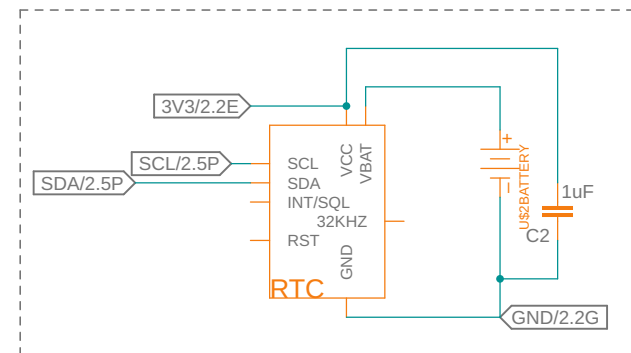 3V3/2.2E
SCL/2.5P
SDA/2.5P
VCC
VBAT
SCL
SDA
INT/SQL
32KHZ
RST
GND
RTC
+
U$2BATTERY
1uF
C2
GND/2.2G